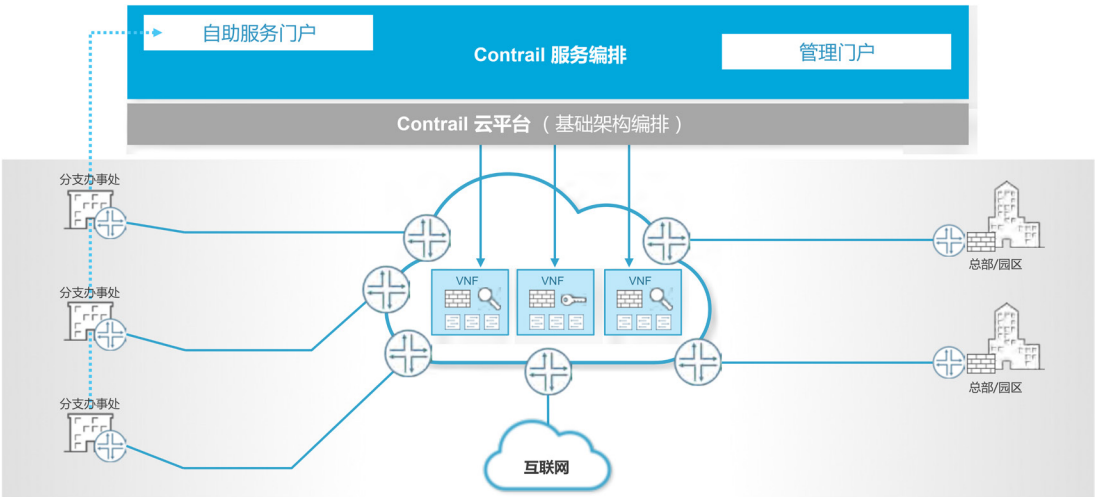 自助服务门户
Contrail 服务编排
管理门户
Contrail 云平台（基础架构编排）
分支办事处
分支办事处
分支办事处
VNF
VNF
VNF
总部/园区
总部/园区
互联网